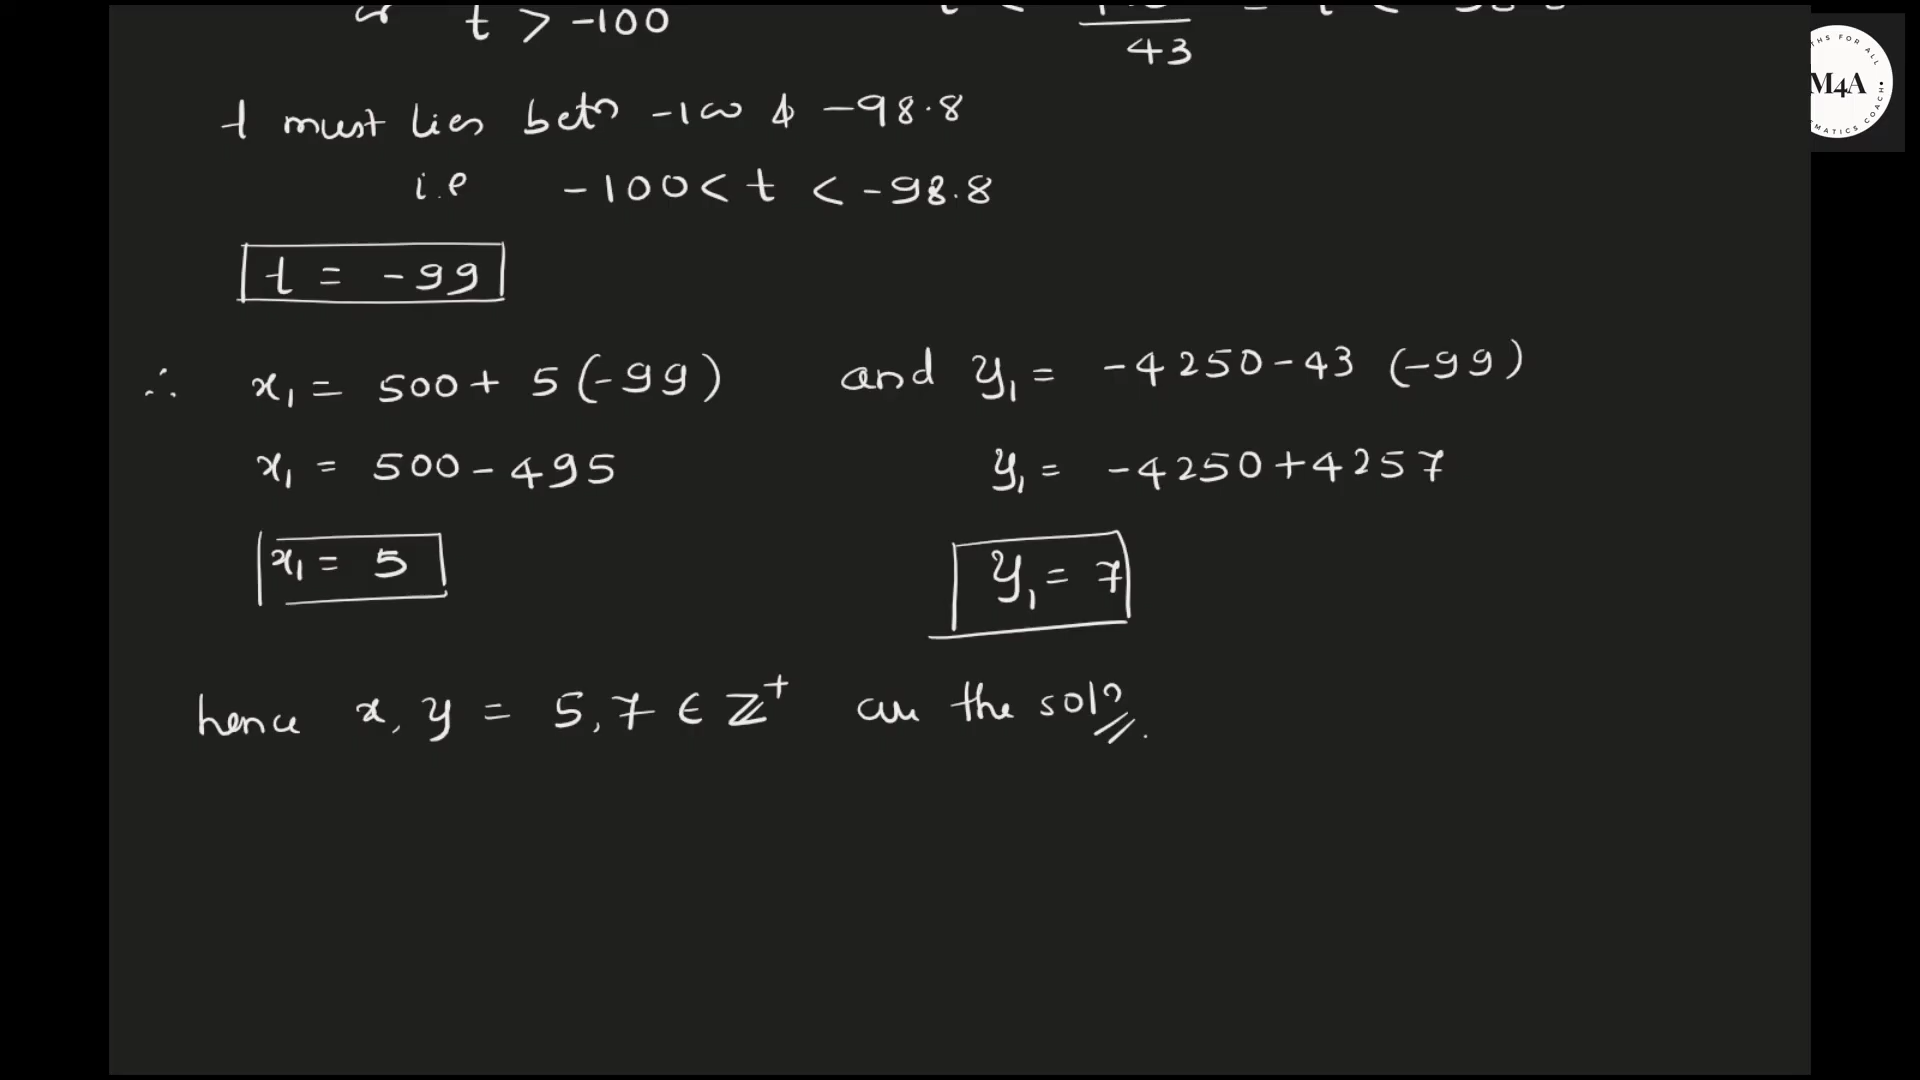 or t > -100
43
t must lies betn -100 & -98.8
i.e -100 < t < -98.8
t = -99
∴ x₁ = 500 + 5(-99) and y₁ = -4250 - 43 (-99)
x₁ = 500 - 495 y₁ = -4250 + 4257
x₁ = 5 y₁ = 7
hence x, y = 5, 7 ∈ Z⁺ are the soln.
M4A